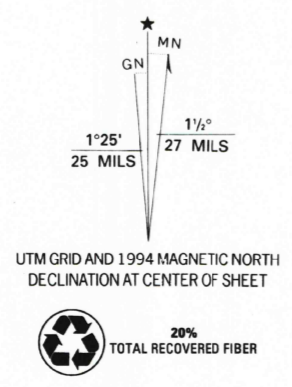 ★
MN
GN
1°25'
25 MILS
1½°
27 MILS
UTM GRID AND 1994 MAGNETIC NORTH
DECLINATION AT CENTER OF SHEET
20%
TOTAL RECOVERED FIBER